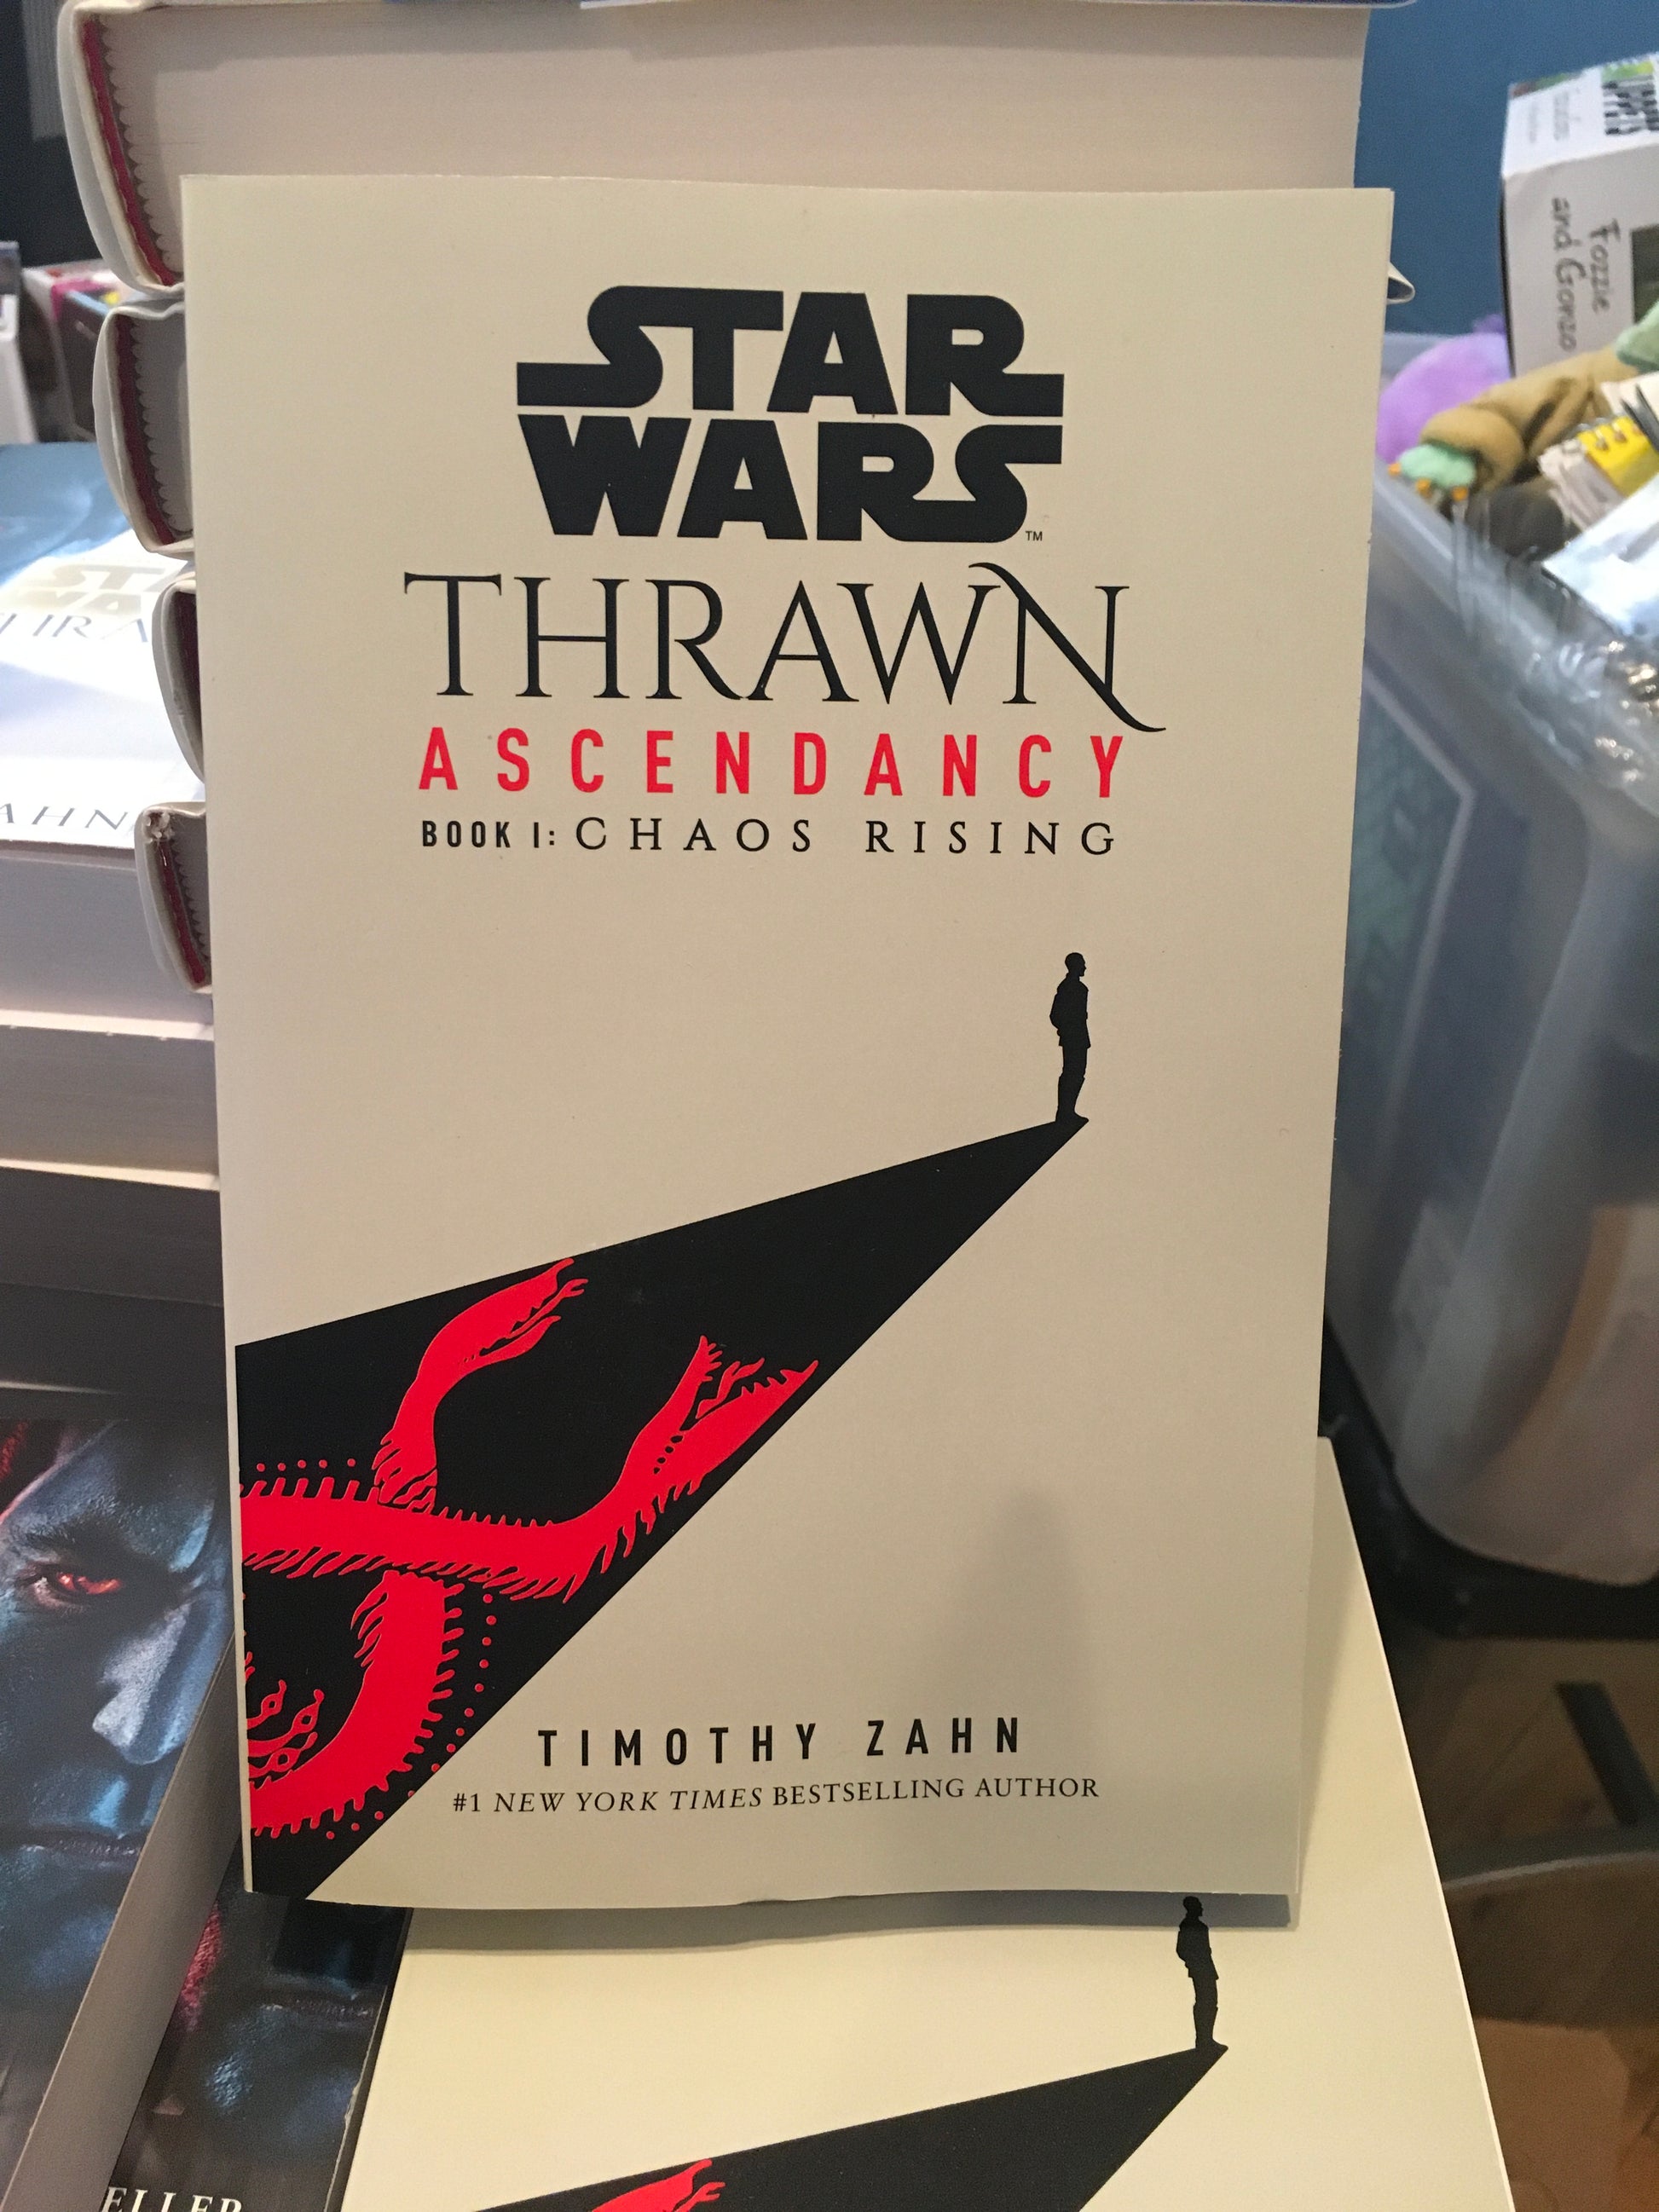 STAR
WARS
TM
THRAWN
ASCENDANCY
BOOK I: CHAOS RISING
TIMOTHY ZAHN
#1 NEW YORK TIMES BESTSELLING AUTHOR
Fozzie
and Gonzo